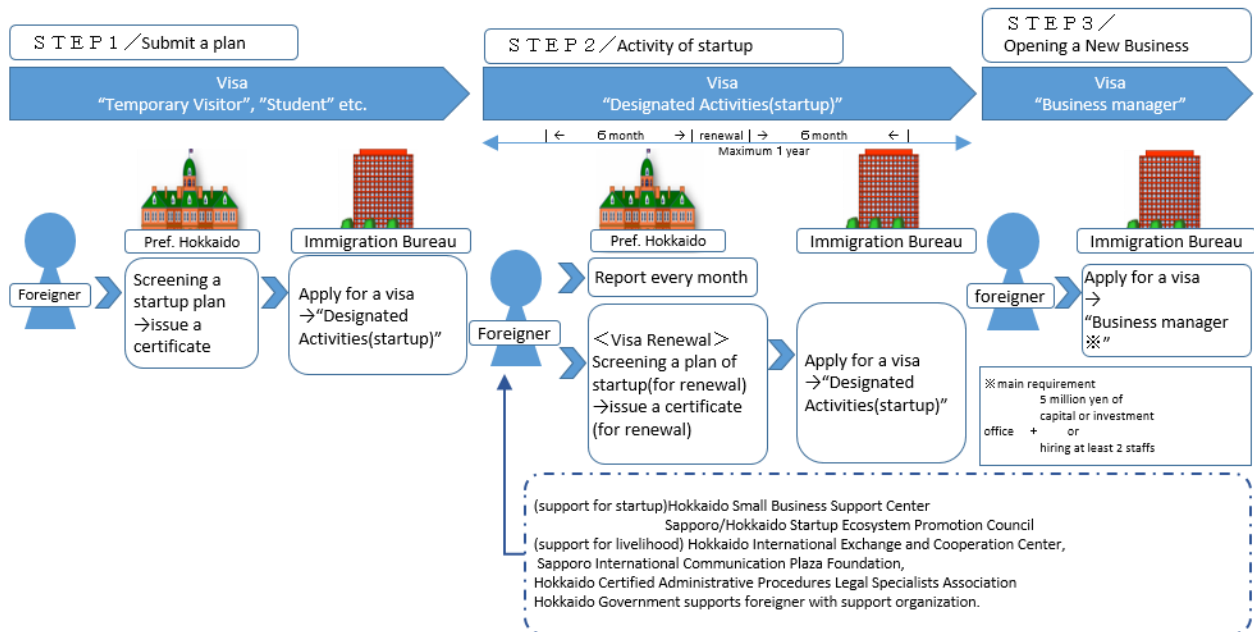 ＳＴＥＰ１／Submit a plan
Visa
“Temporary Visitor”, ”Student” etc.
Pref. Hokkaido
Immigration Bureau
Foreigner
Screening a
startup plan
→issue a
certificate
Apply for a visa
→“Designated
Activities(startup)”
ＳＴＥＰ２／Activity of startup
Visa
“Designated Activities(startup)”
← 6 month →
renewal
→ 6 month ←
Maximum 1 year
Pref. Hokkaido
Immigration Bureau
Foreigner
Report every month
＜Visa Renewal＞
Screening a plan of
startup(for renewal)
→issue a certificate
(for renewal)
Apply for a visa
→“Designated
Activities(startup)”
ＳＴＥＰ３／
Opening a New Business
Visa
“Business manager”
Immigration Bureau
foreigner
Apply for a visa
→
“Business manager
※”
※main requirement
5 million yen of
capital or investment
office + or
hiring at least 2 staffs
(support for startup)Hokkaido Small Business Support Center
Sapporo/Hokkaido Startup Ecosystem Promotion Council
(support for livelihood) Hokkaido International Exchange and Cooperation Center,
Sapporo International Communication Plaza Foundation,
Hokkaido Certified Administrative Procedures Legal Specialists Association
Hokkaido Government supports foreigner with support organization.